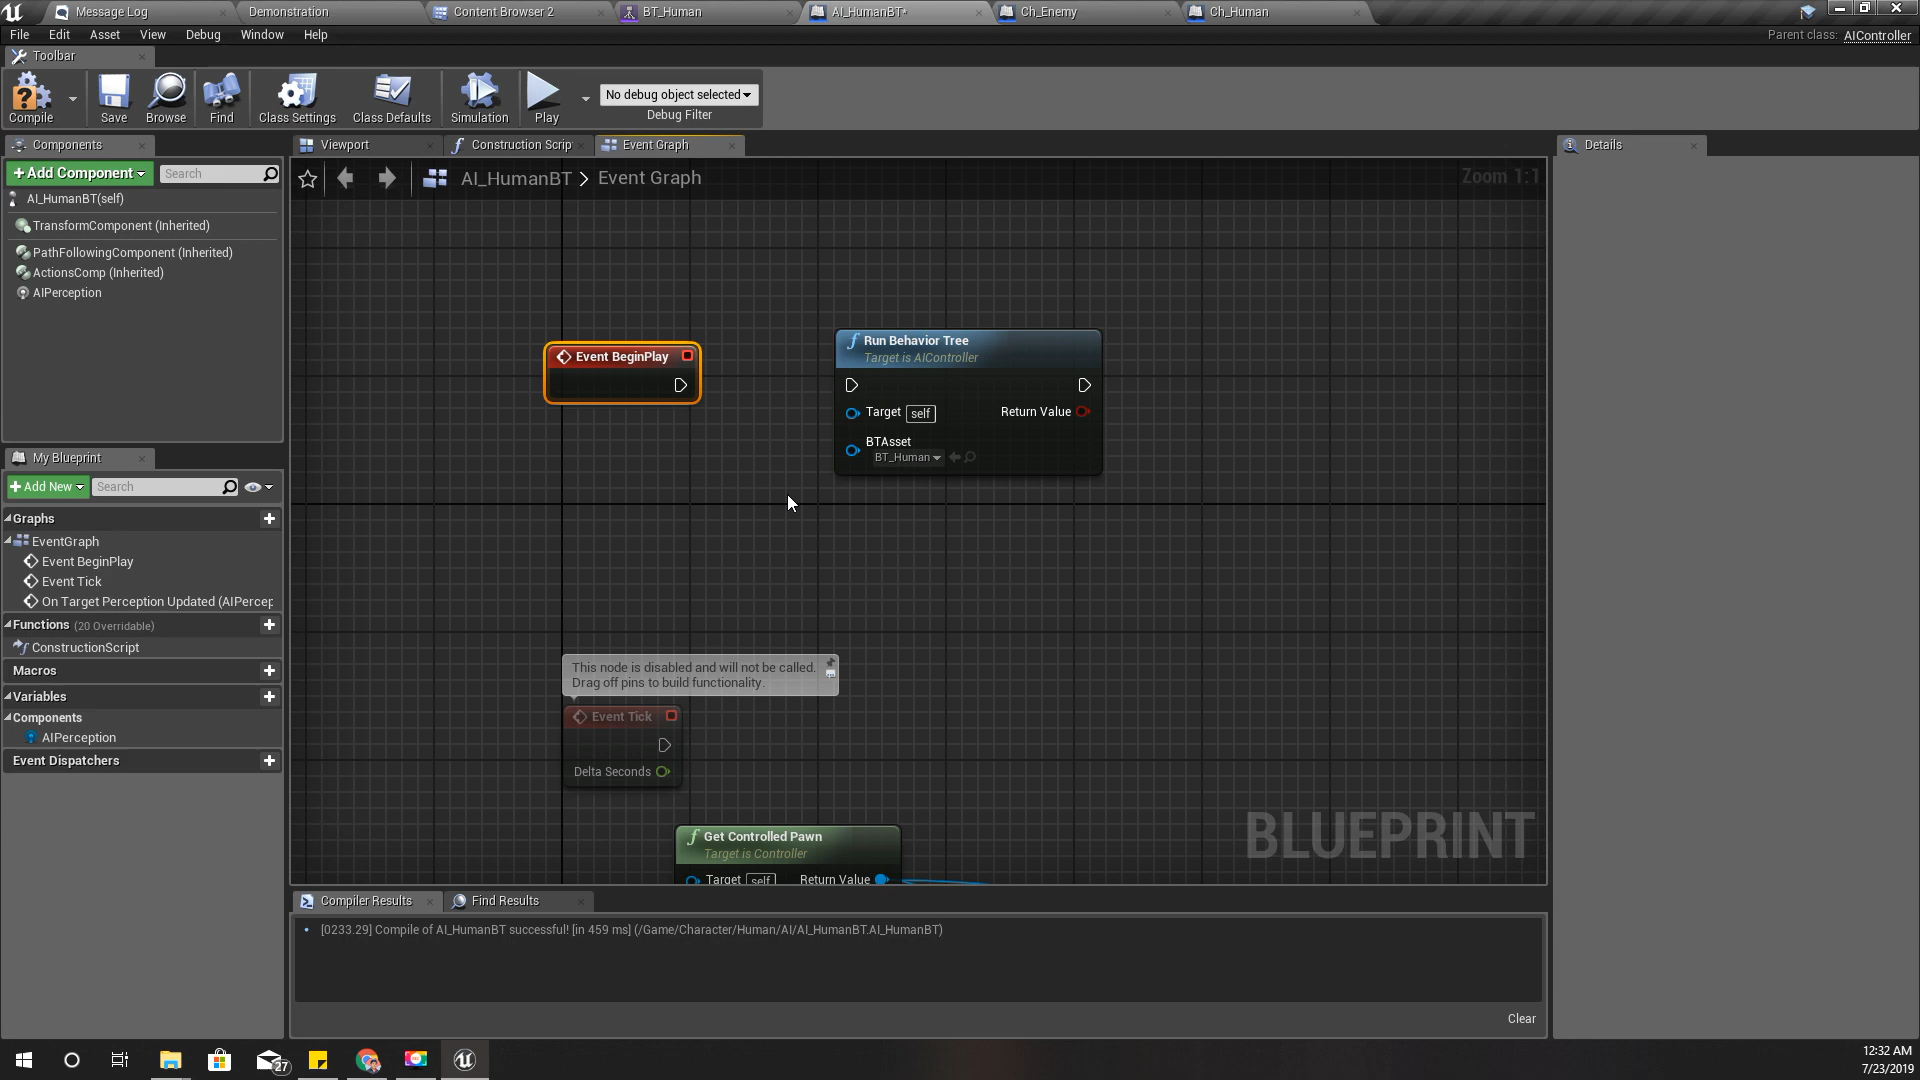 Message Log
Demonstration
Content Browser 2
BT_Human
AI_HumanBT*
Ch_Enemy
Ch_Human
File Edit Asset View Debug Window Help
Parent class: AIController
Toolbar
Compile
Save
Browse
Find
Class Settings
Class Defaults
Simulation
Play
No debug object selected
Debug Filter
Components
+Add Component
Search
AI_HumanBT(self)
TransformComponent (Inherited)
PathFollowingComponent (Inherited)
ActionsComp (Inherited)
AIPerception
My Blueprint
+Add New
Search
Graphs
EventGraph
Event BeginPlay
Event Tick
On Target Perception Updated (AIPercep
Functions (20 Overridable)
ConstructionScript
Macros
Variables
Components
AIPerception
Event Dispatchers
Viewport
Construction Scrip
Event Graph
AI_HumanBT > Event Graph
Zoom 1:1
Event BeginPlay
Run Behavior Tree
Target is AIController
Target self
Return Value
BTAsset
BT_Human
This node is disabled and will not be called.
Drag off pins to build functionality.
Event Tick
Delta Seconds
Get Controlled Pawn
Target is Controller
Target self
Return Value
BLUEPRINT
Compiler Results
Find Results
[0233.29] Compile of AI_HumanBT successful! [in 459 ms] (/Game/Character/Human/AI/AI_HumanBT.AI_HumanBT)
Clear
Details
27
12:32 AM
7/23/2019